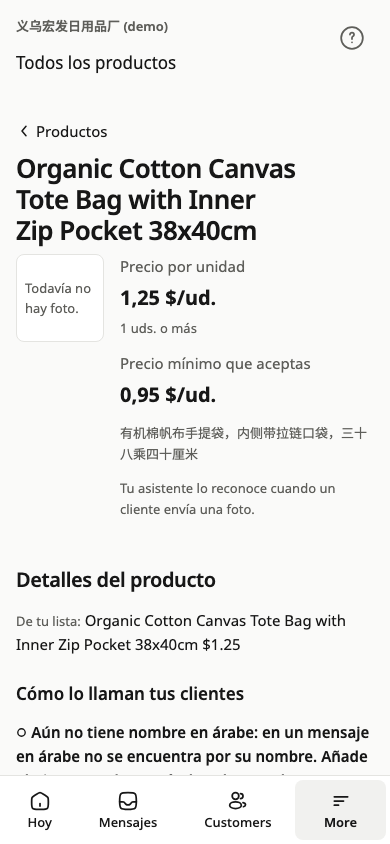 义乌宏发日用品厂 (demo)
Todos los productos
Productos
Organic Cotton Canvas
Tote Bag with Inner
Zip Pocket 38x40cm
Todavía no
hay foto.
Precio por unidad
1,25 $/ud.
1 uds. o más
Precio mínimo que aceptas
0,95 $/ud.
有机棉帆布手提袋，内侧带拉链口袋，三十
八乘四十厘米
Tu asistente lo reconoce cuando un
cliente envía una foto.
Detalles del producto
De tu lista: Organic Cotton Canvas Tote Bag with
Inner Zip Pocket 38x40cm $1.25
Cómo lo llaman tus clientes
Aún no tiene nombre en árabe: en un mensaje
en árabe no se encuentra por su nombre. Añade
Hoy
Mensajes
Customers
More